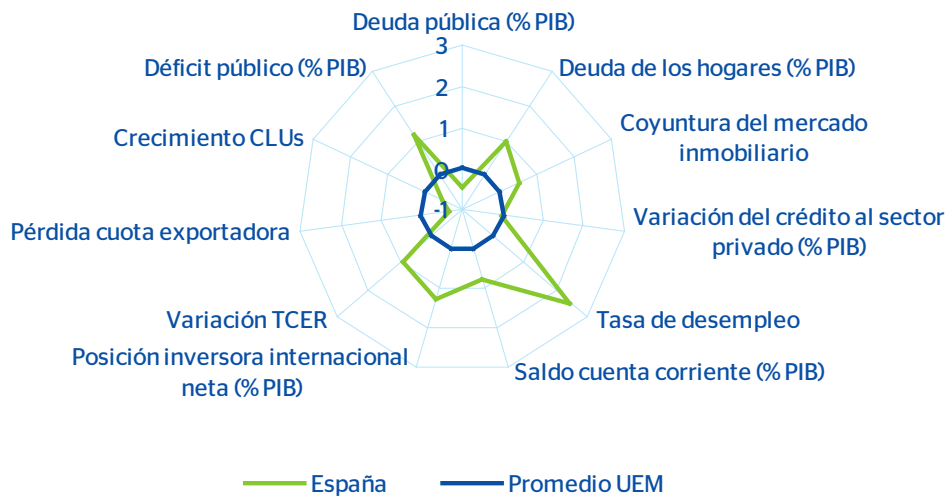 Deuda pública (% PIB)
3
2
1
0
-1
Deuda de los hogares (% PIB)
Coyuntura del mercado
inmobiliario
Variación del crédito al sector
privado (% PIB)
Tasa de desempleo
Saldo cuenta corriente (% PIB)
Posición inversora internacional
neta (% PIB)
Variación TCER
Pérdida cuota exportadora
Crecimiento CLUs
Déficit público (% PIB)
España
Promedio UEM